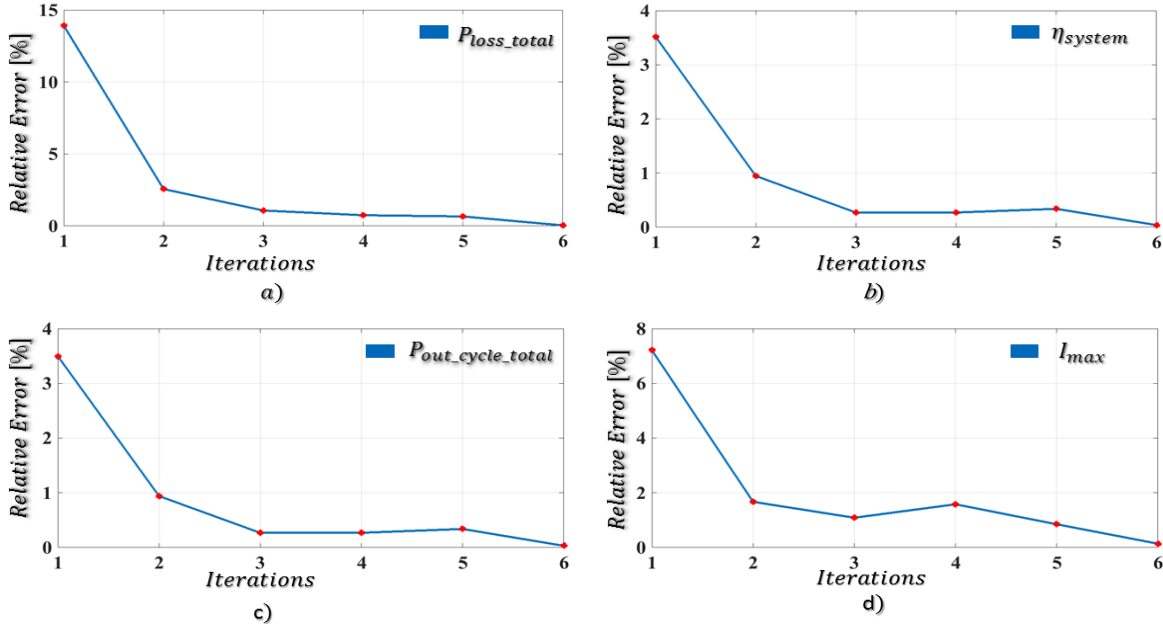 Relative Error [%]
15
10
5
0
P_loss_total
1 2 3 4 5 6
Iterations
a)
Relative Error [%]
4
3
2
1
0
η_system
1 2 3 4 5 6
Iterations
b)
Relative Error [%]
4
3
2
1
0
P_out_cycle_total
1 2 3 4 5 6
Iterations
c)
Relative Error [%]
8
6
4
2
0
I_max
1 2 3 4 5 6
Iterations
d)